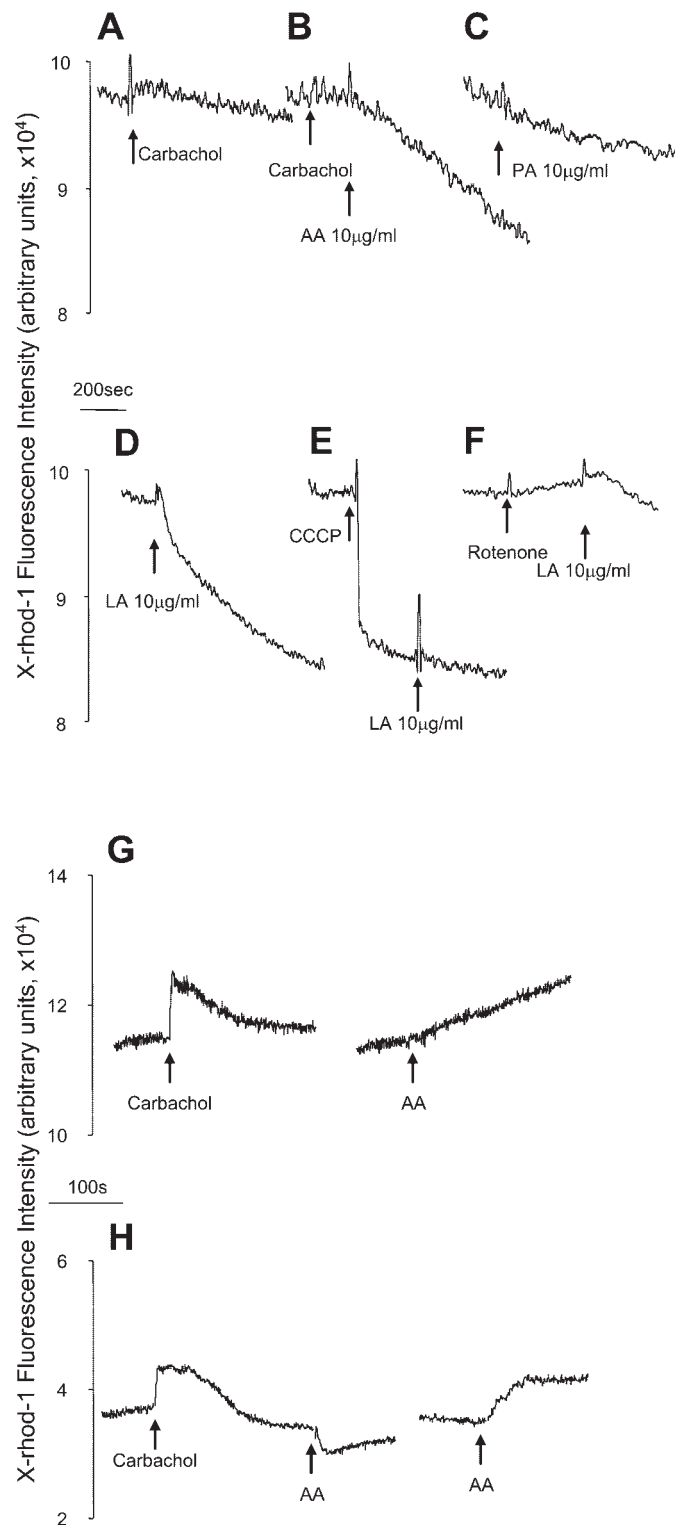 A
B
C
X-rhod-1 Fluorescence Intensity (arbitrary units, x10⁴)
10
9
8
Carbachol
Carbachol
AA 10µg/ml
PA 10µg/ml
200sec
D
E
F
10
9
8
LA 10µg/ml
CCCP
LA 10µg/ml
Rotenone
LA 10µg/ml
G
X-rhod-1 Fluorescence Intensity (arbitrary units, x10⁴)
14
12
10
Carbachol
AA
100s
H
6
4
2
Carbachol
AA
AA